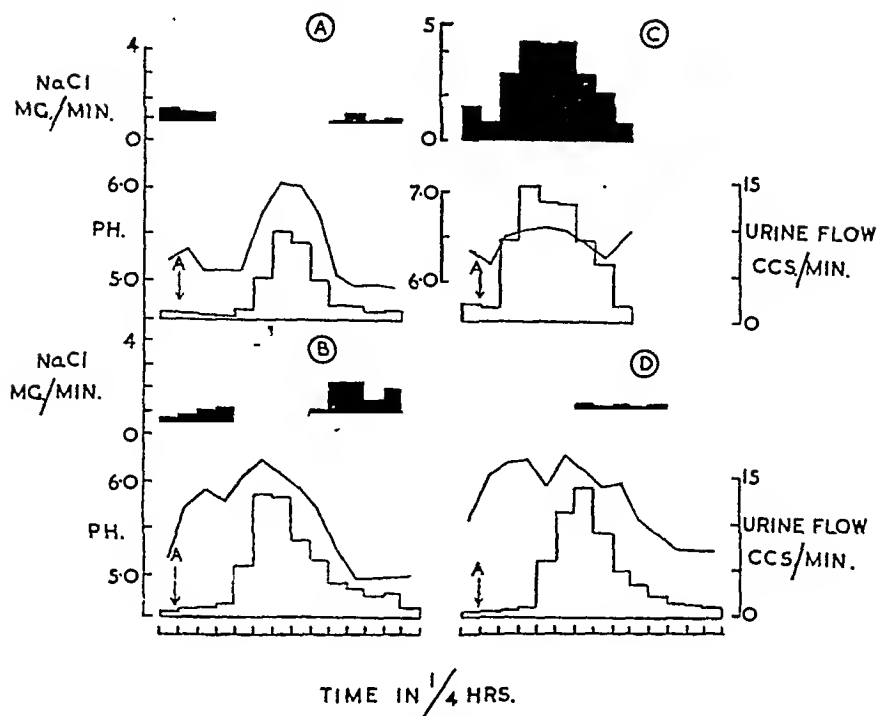 4
NaCl
MG/MIN.
0
A
5
0
C
6.0
PH.
5.0
A
7.0
6.0
A
15
URINE FLOW
CCS/MIN.
0
4
NaCl
MG/MIN.
0
B
D
6.0
PH.
5.0
A
A
15
URINE FLOW
CCS/MIN.
0
TIME IN 1/4 HRS.